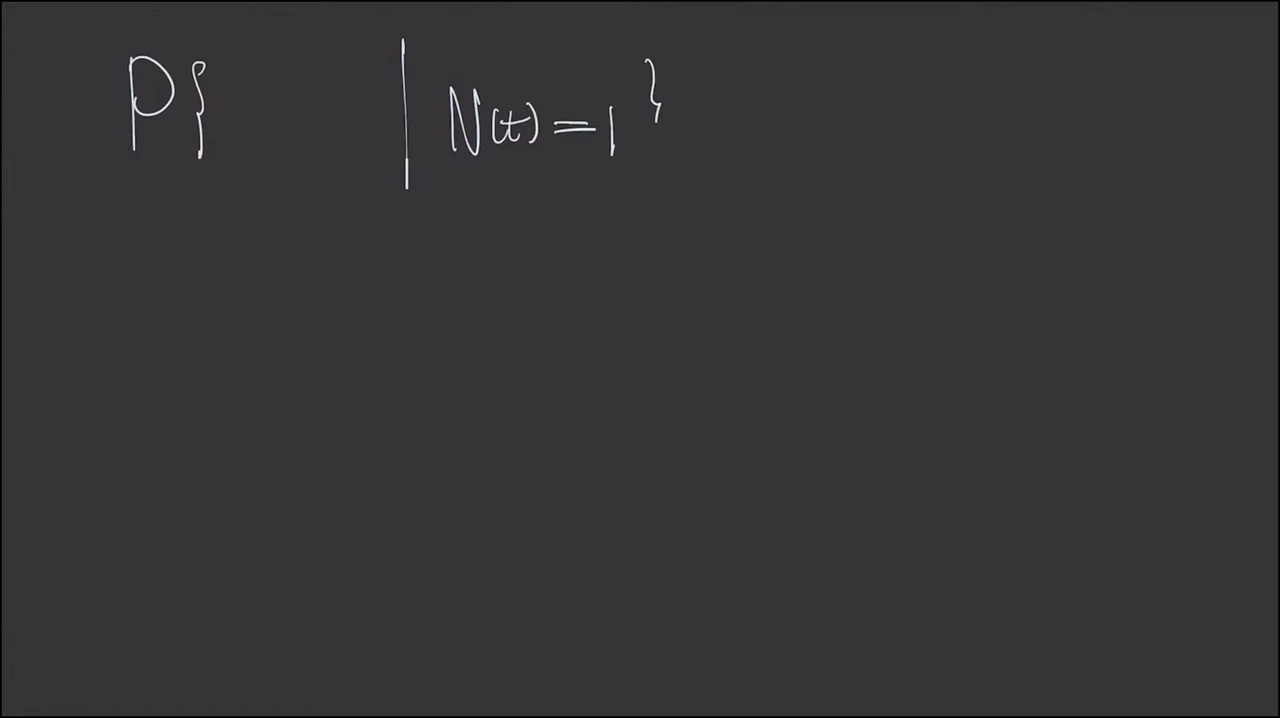 P{ | N(t) = 1 }